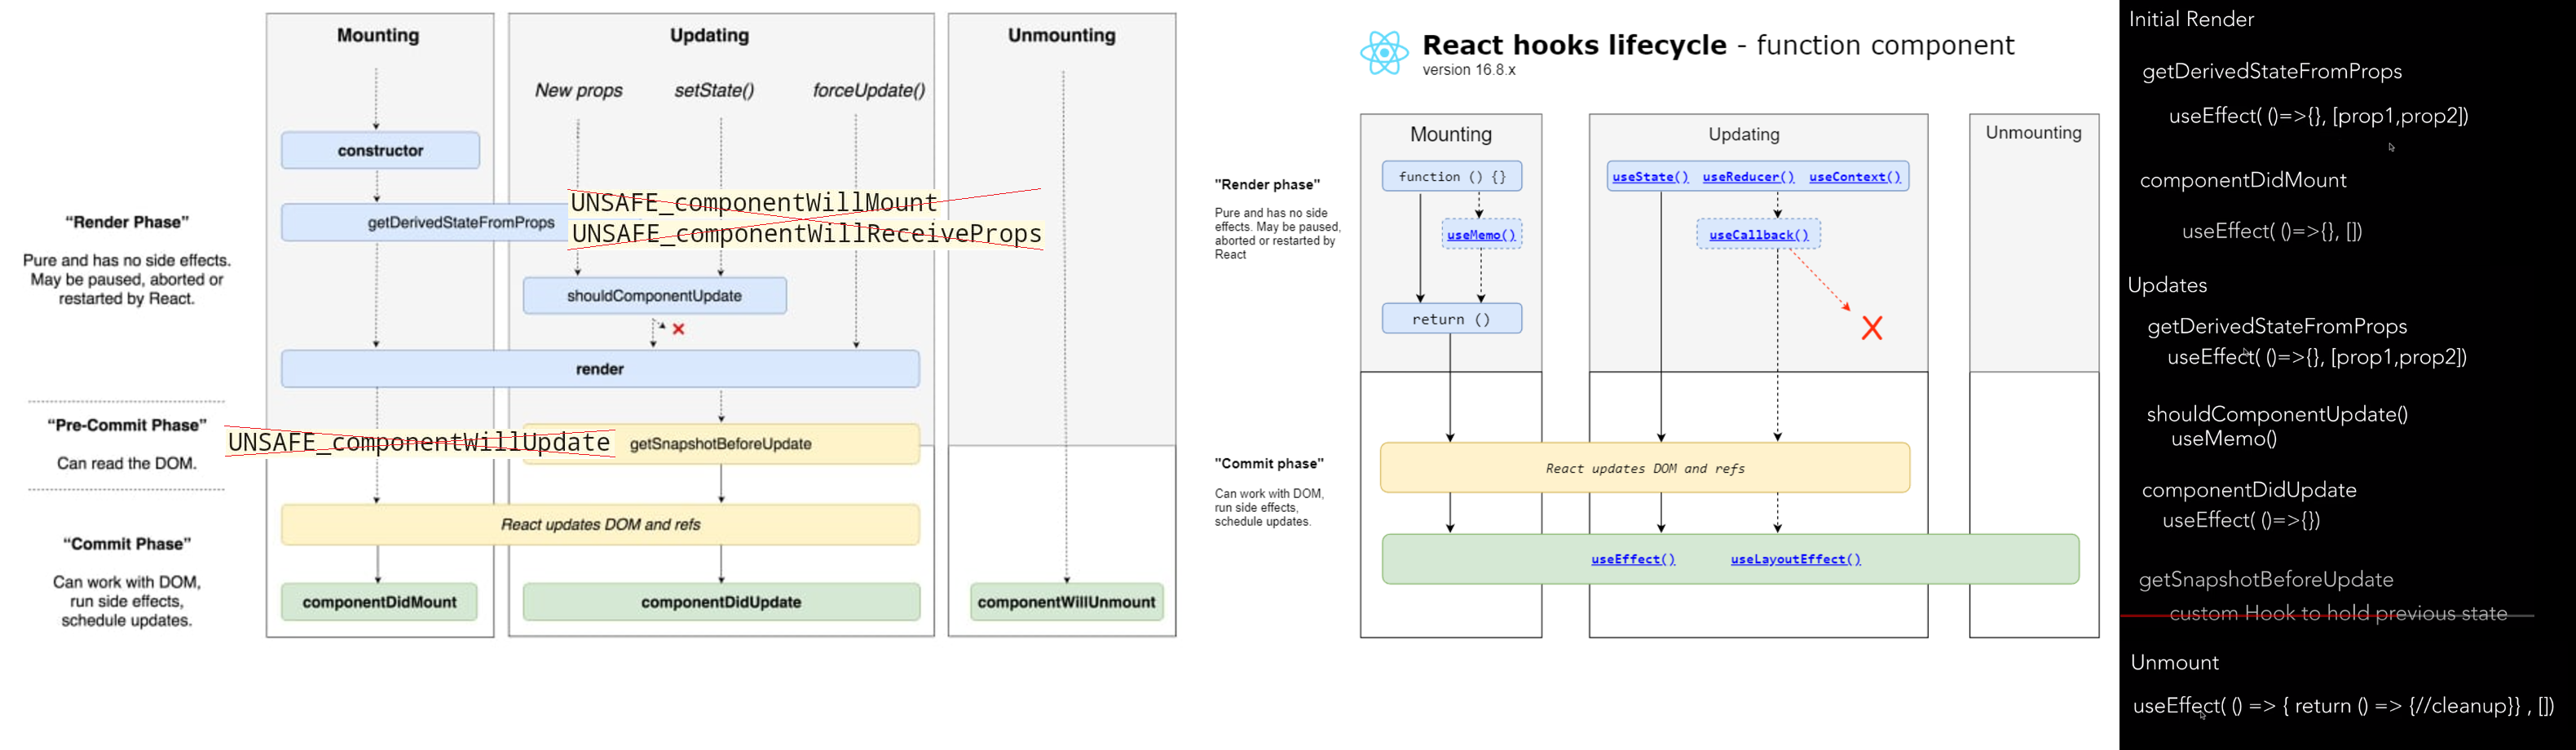 Mounting
Updating
Unmounting
New props
setState()
forceUpdate()
constructor
UNSAFE_componentWillMount
getDerivedStateFromProps
UNSAFE_componentWillReceiveProps
shouldComponentUpdate
render
UNSAFE_componentWillUpdate
getSnapshotBeforeUpdate
React updates DOM and refs
componentDidMount
componentDidUpdate
componentWillUnmount
“Render Phase”
Pure and has no side effects.
May be paused, aborted or
restarted by React.
“Pre-Commit Phase”
Can read the DOM.
“Commit Phase”
Can work with DOM,
run side effects,
schedule updates.
React hooks lifecycle - function component
version 16.8.x
Mounting
Updating
Unmounting
"Render phase"
Pure and has no side
effects. May be paused,
aborted or restarted by
React
function () {}
useState() useReducer() useContext()
useMemo()
useCallback()
return ()
"Commit phase"
Can work with DOM,
run side effects,
schedule updates.
React updates DOM and refs
useEffect() useLayoutEffect()
Initial Render
getDerivedStateFromProps
useEffect( ()=>{}, [prop1,prop2])
componentDidMount
useEffect( ()=>{}, [])
Updates
getDerivedStateFromProps
useEffect( ()=>{}, [prop1,prop2])
shouldComponentUpdate()
useMemo()
componentDidUpdate
useEffect( ()=>{})
getSnapshotBeforeUpdate
custom Hook to hold previous state
Unmount
useEffect( () => { return () => {//cleanup}} , [])